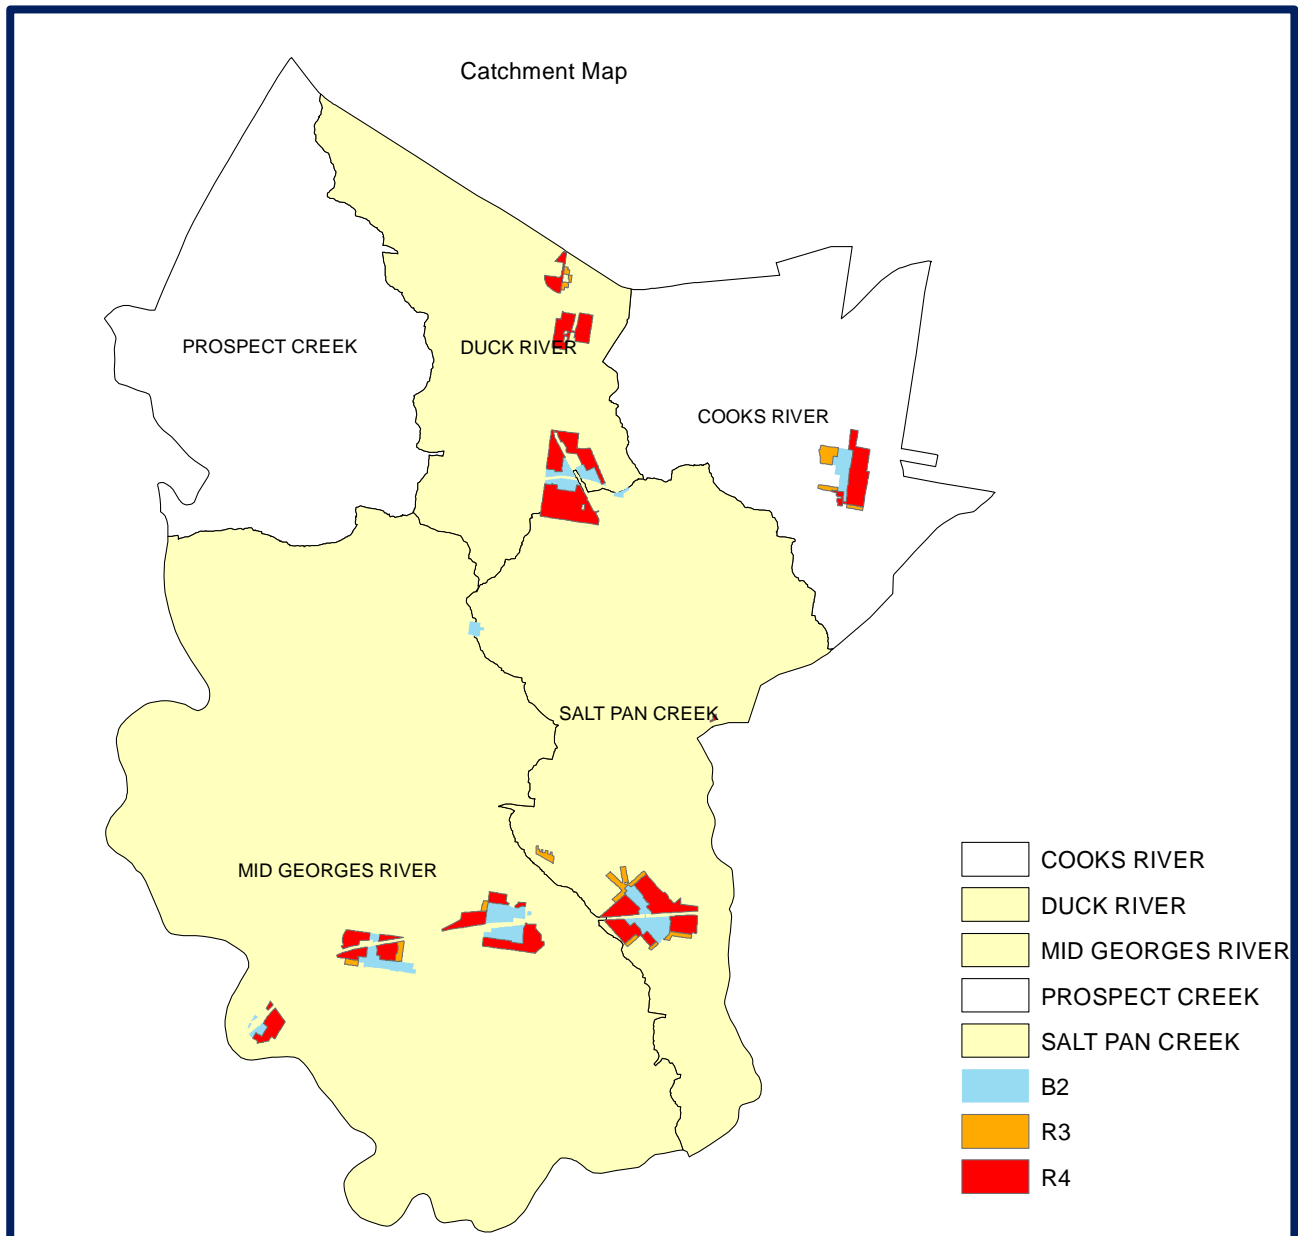 Catchment Map
PROSPECT CREEK
DUCK RIVER
COOKS RIVER
SALT PAN CREEK
MID GEORGES RIVER
COOKS RIVER
DUCK RIVER
MID GEORGES RIVER
PROSPECT CREEK
SALT PAN CREEK
B2
R3
R4